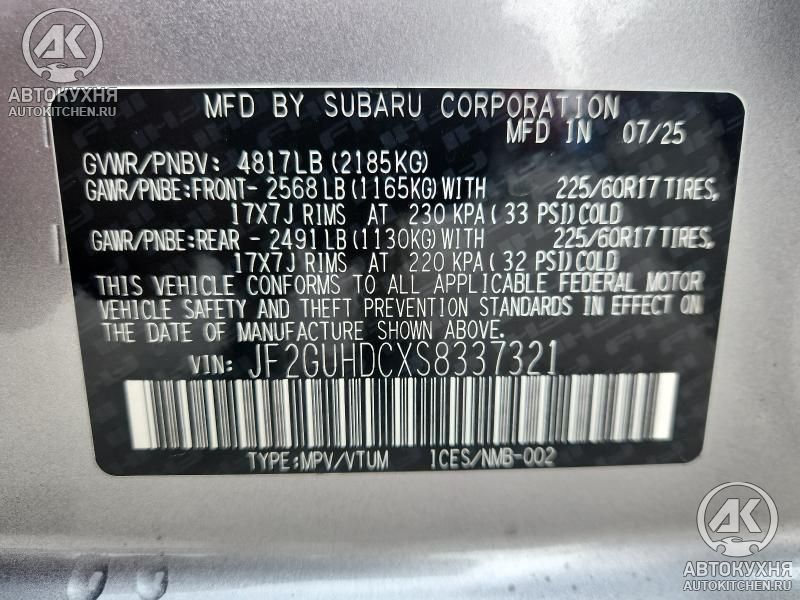 АК
АВТОКУХНЯ
AUTOKITCHEN.RU
MFD BY SUBARU CORPORATION
MFD IN 07/25
GVWR/PNBV: 4817LB (2185KG)
GAWR/PNBE:FRONT- 2568LB (1165KG) WITH 225/60R17 TIRES,
17X7J RIMS AT 230 KPA (33 PSI) COLD
GAWR/PNBE:REAR - 2491LB (1130KG) WITH 225/60R17 TIRES,
17X7J RIMS AT 220 KPA (32 PSI) COLD
THIS VEHICLE CONFORMS TO ALL APPLICABLE FEDERAL MOTOR
VEHICLE SAFETY AND THEFT PREVENTION STANDARDS IN EFFECT ON
THE DATE OF MANUFACTURE SHOWN ABOVE.
VIN: JF2GUHDCXS8337321
TYPE:MPV/VTUM ICES/NMB-002
АК
АВТОКУХНЯ
AUTOKITCHEN.RU